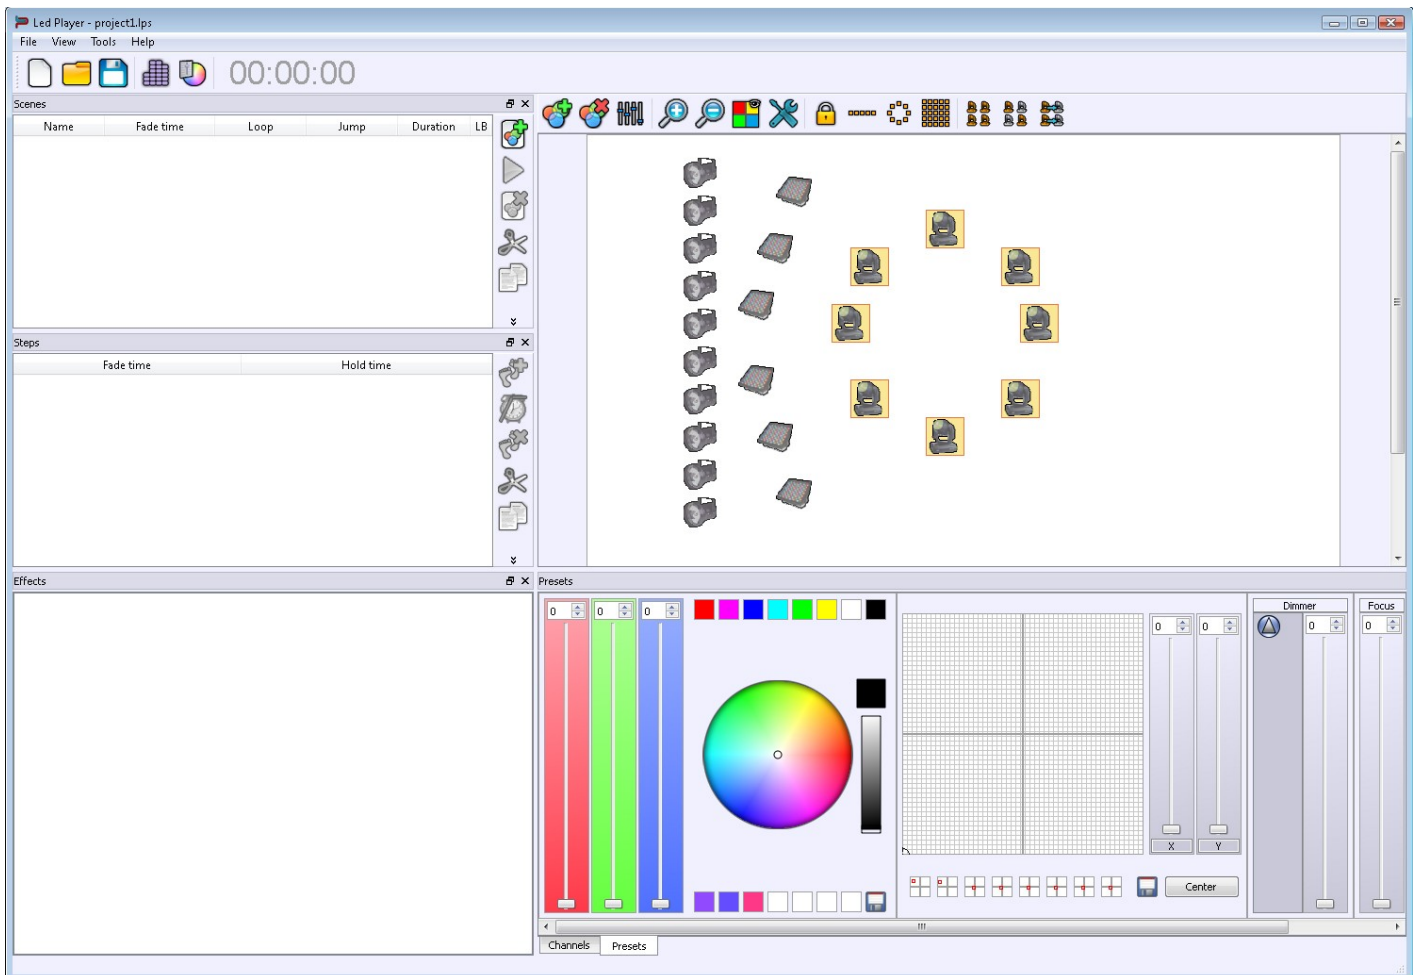 Led Player - project1.lps
File View Tools Help
00:00:00
Scenes
Name Fade time Loop Jump Duration LB
Steps
Fade time Hold time
Effects
Presets
0 0 0
0 0
Dimmer
0
Focus
0
X Y
Center
Channels Presets